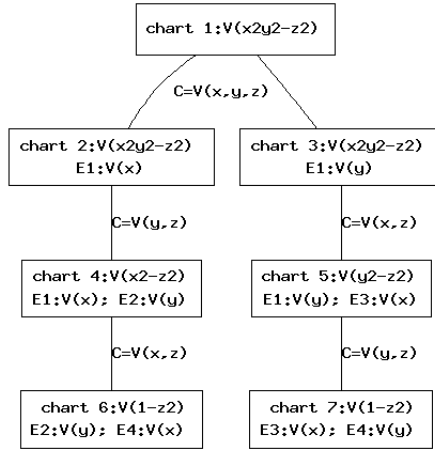 chart 1:V(x2y2-z2)
C=V(x,y,z)
chart 2:V(x2y2-z2)
E1:V(x)
chart 3:V(x2y2-z2)
E1:V(y)
C=V(y,z)
C=V(x,z)
chart 4:V(x2-z2)
E1:V(x); E2:V(y)
chart 5:V(y2-z2)
E1:V(y); E3:V(x)
C=V(x,z)
C=V(y,z)
chart 6:V(1-z2)
E2:V(y); E4:V(x)
chart 7:V(1-z2)
E3:V(x); E4:V(y)